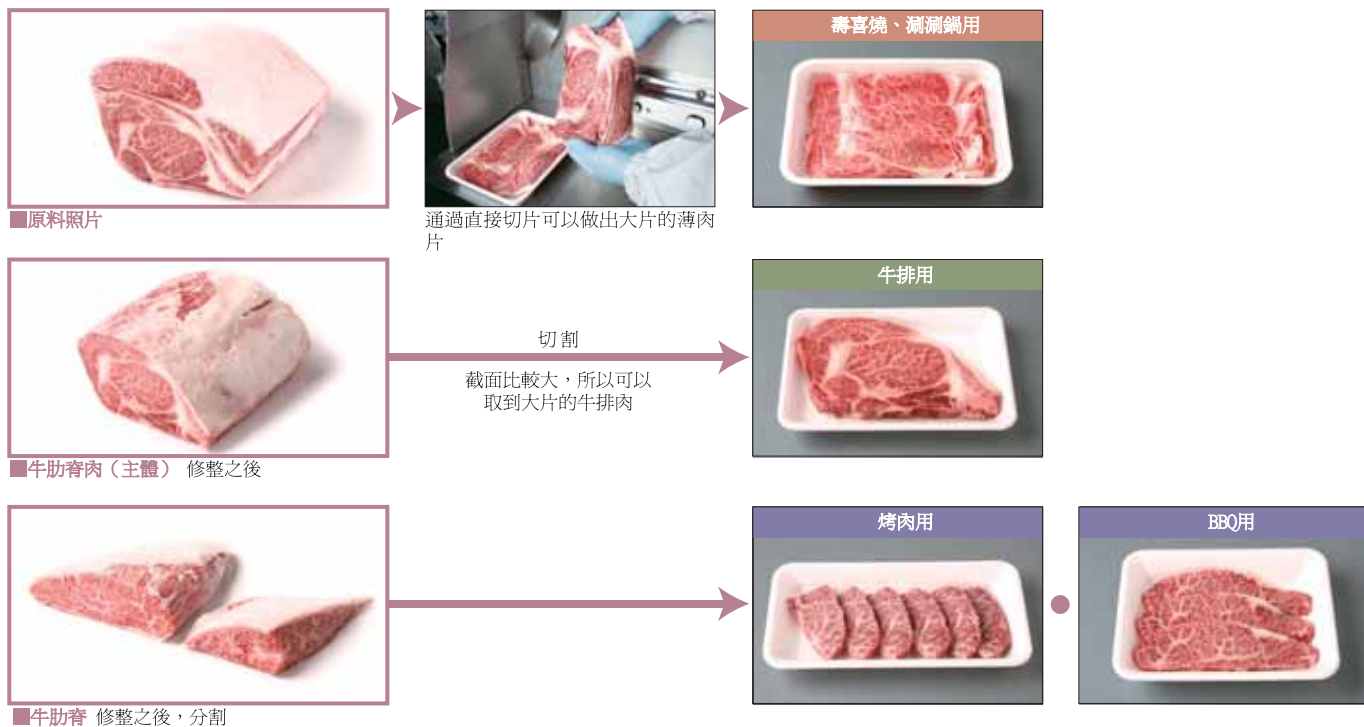 壽喜燒、涮涮鍋用
■原料照片
通過直接切片可以做出大片的薄肉
片
牛排用
切割
截面比較大，所以可以
取到大片的牛排肉
■牛肋脊肉（主體） 修整之後
烤肉用
BBQ用
■牛肋脊 修整之後，分割